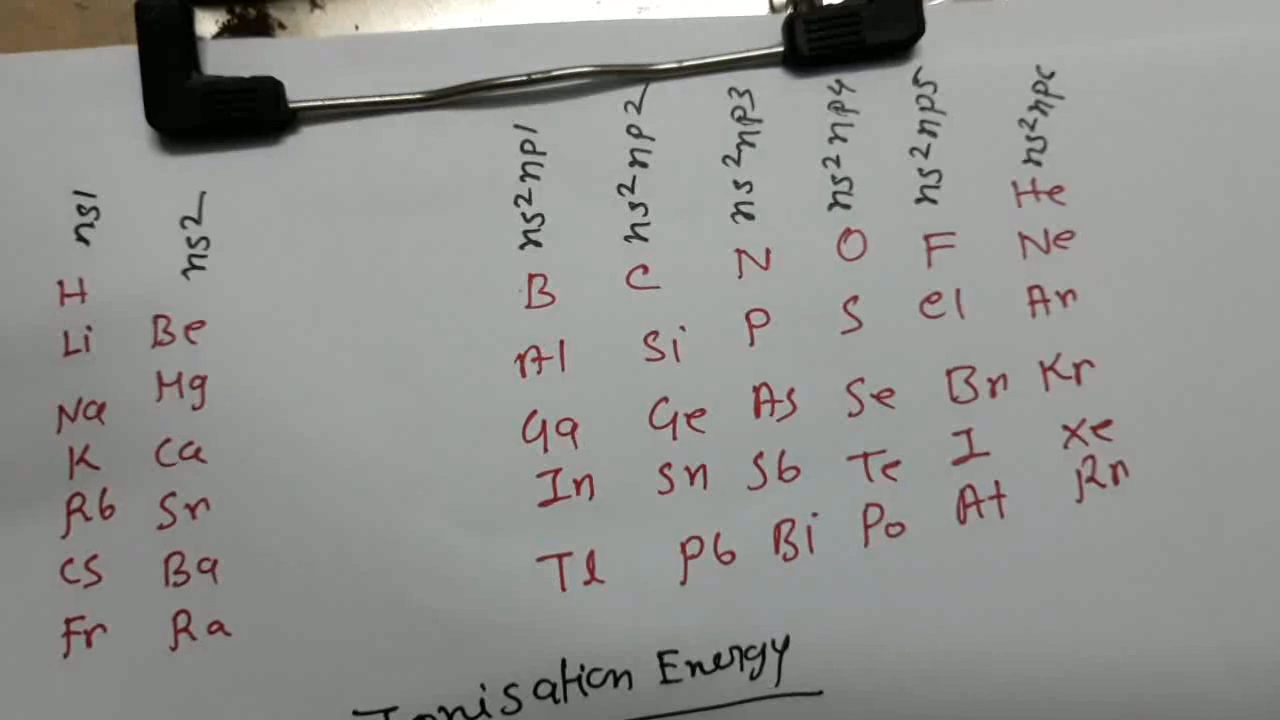 ns1 ns2 ns2np1 ns2np2 ns2np3 ns2np4 ns2np5 ns2np6
H He
Li Be B C N O F Ne
Na Mg Al Si P S Cl Ar
K Ca Ga Ge As Se Br Kr
Rb Sr In Sn Sb Te I Xe
Cs Ba Tl Pb Bi Po At Rn
Fr Ra
Ionisation Energy